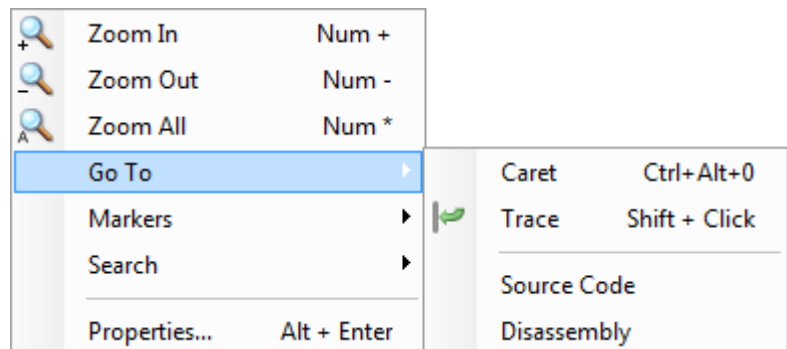 Zoom In Num +
Zoom Out Num -
A Zoom All Num *
Go To
Markers
Search
Properties... Alt + Enter
Caret Ctrl+Alt+0
Trace Shift + Click
Source Code
Disassembly